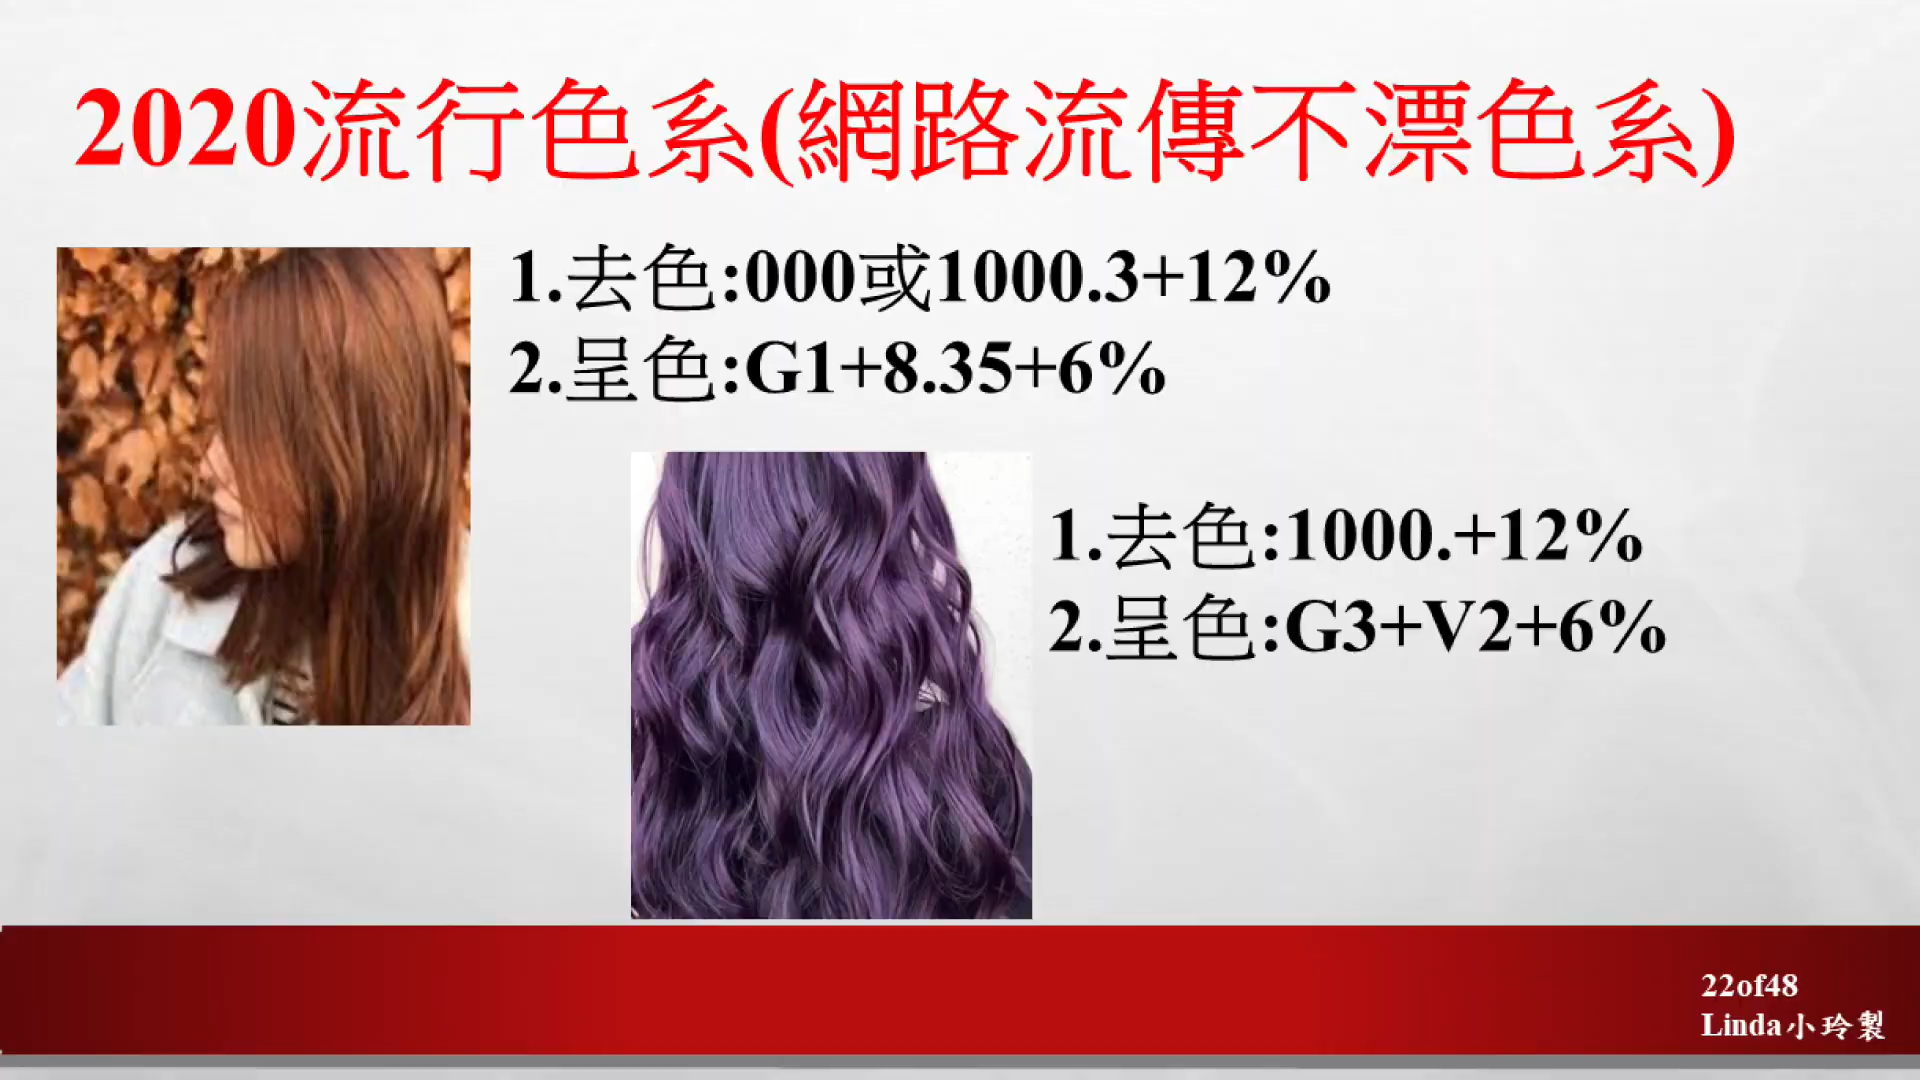 2020流行色系(網路流傳不漂色系)
1.去色:000或1000.3+12%
2.呈色:G1+8.35+6%
1.去色:1000.+12%
2.呈色:G3+V2+6%
22of48
Linda小玲製